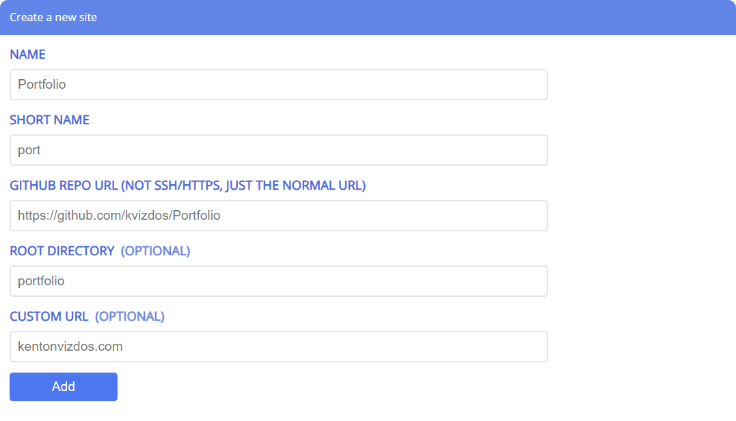 Create a new site
NAME
Portfolio
SHORT NAME
port
GITHUB REPO URL (NOT SSH/HTTPS, JUST THE NORMAL URL)
https://github.com/kvizdos/Portfolio
ROOT DIRECTORY (OPTIONAL)
portfolio
CUSTOM URL (OPTIONAL)
kentonvizdos.com
Add